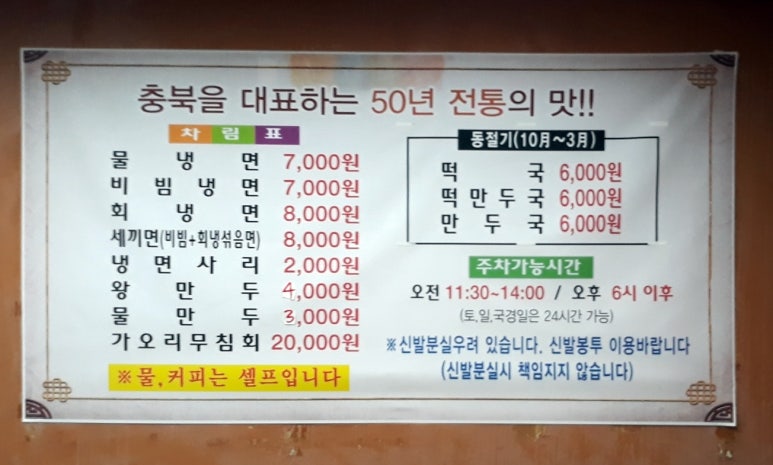 충북을 대표하는 50년 전통의 맛!!
차림표
물냉면 7,000원
비빔냉면 7,000원
회냉면 8,000원
세끼면(비빔+회냉섞음면) 8,000원
냉면사리 2,000원
왕만두 4,000원
물만두 3,000원
가오리무침회 20,000원
※물,커피는 셀프입니다
동절기(10月~3月)
떡국 6,000원
떡만두국 6,000원
만두국 6,000원
주차가능시간
오전 11:30~14:00 / 오후 6시 이후
(토,일,국경일은 24시간 가능)
※신발분실우려 있습니다. 신발봉투 이용바랍니다
(신발분실시 책임지지 않습니다)